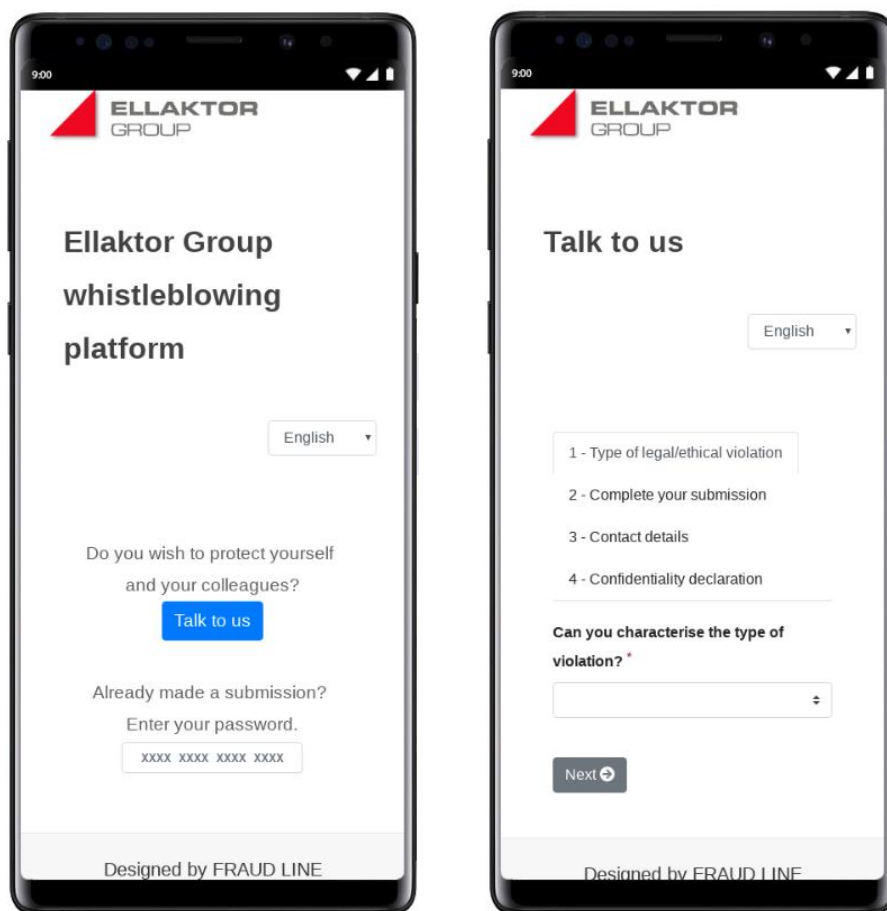 9:00
ELLAKTOR
GROUP
Ellaktor Group
whistleblowing
platform
English
Do you wish to protect yourself
and your colleagues?
Talk to us
Already made a submission?
Enter your password.
XXXX XXXX XXXX XXXX
Designed by FRAUD LINE
9:00
ELLAKTOR
GROUP
Talk to us
English
1 - Type of legal/ethical violation
2 - Complete your submission
3 - Contact details
4 - Confidentiality declaration
Can you characterise the type of
violation? *
Next
Designed by FRAUD LINE